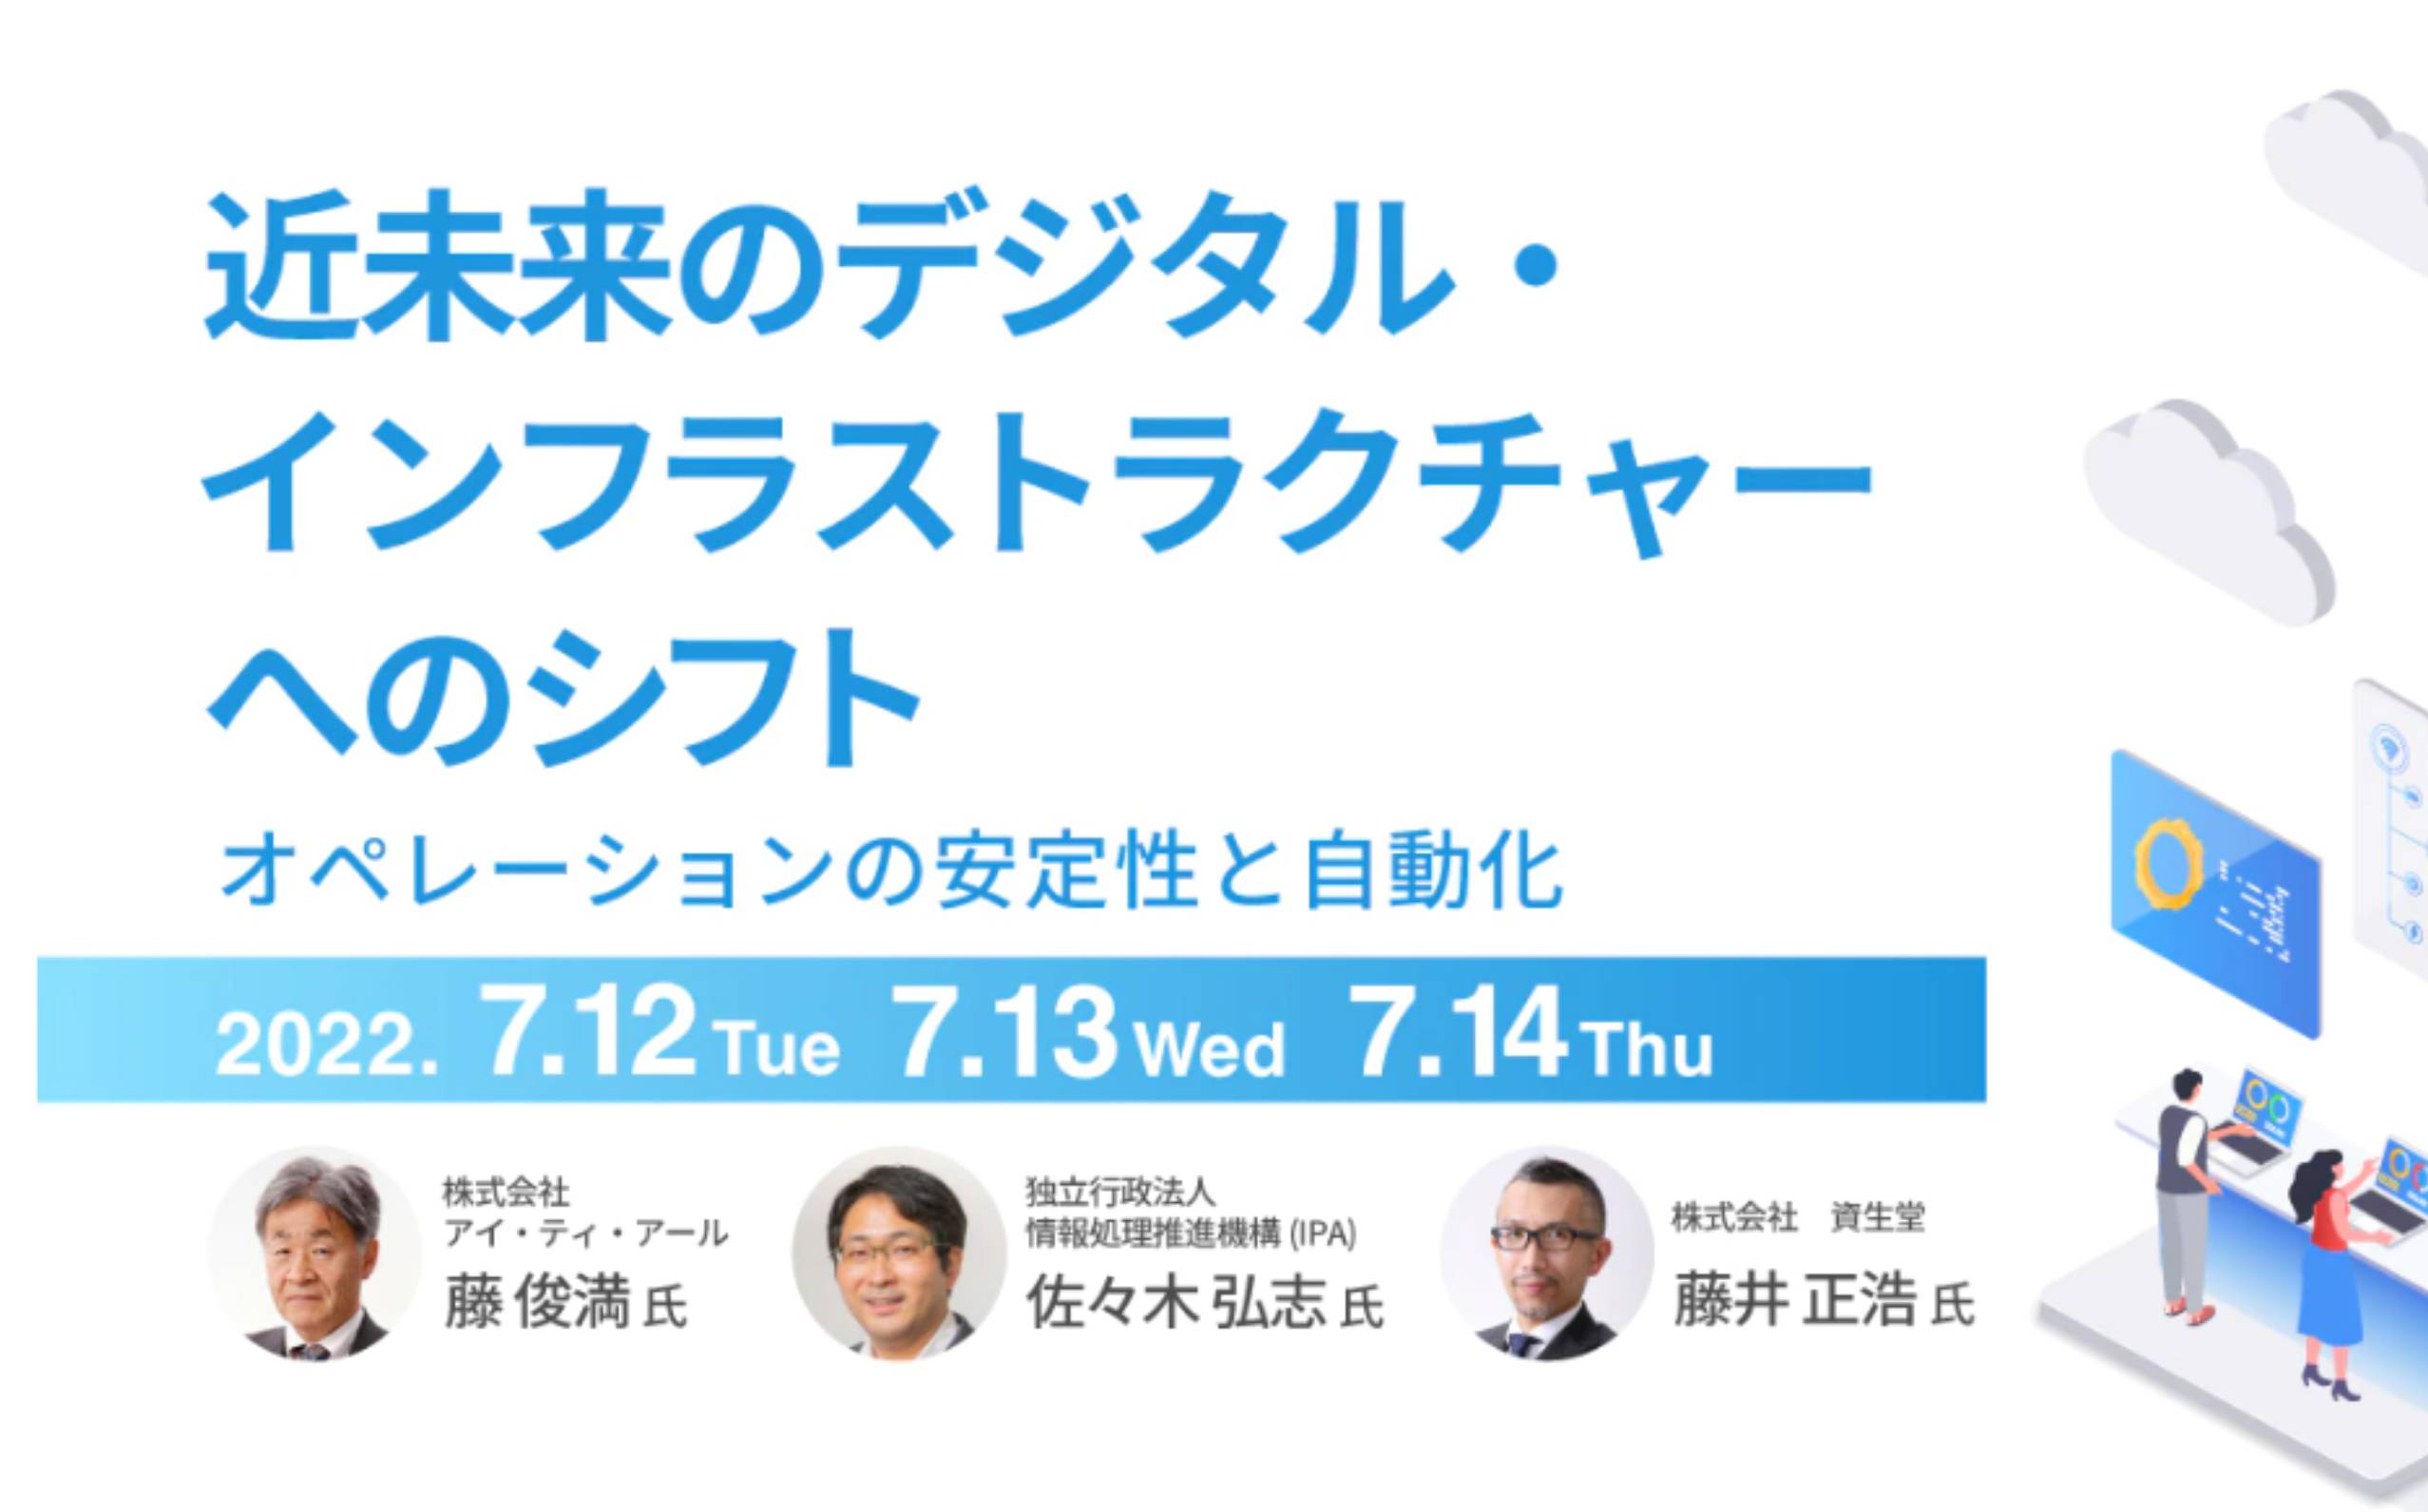 近未来のデジタル・
インフラストラクチャー
へのシフト
オペレーションの安定性と自動化
2022. 7.12 Tue 7.13 Wed 7.14 Thu
株式会社
アイ・ティ・アール
藤 俊満 氏
独立行政法人
情報処理推進機構 (IPA)
佐々木 弘志 氏
株式会社　資生堂
藤井 正浩 氏